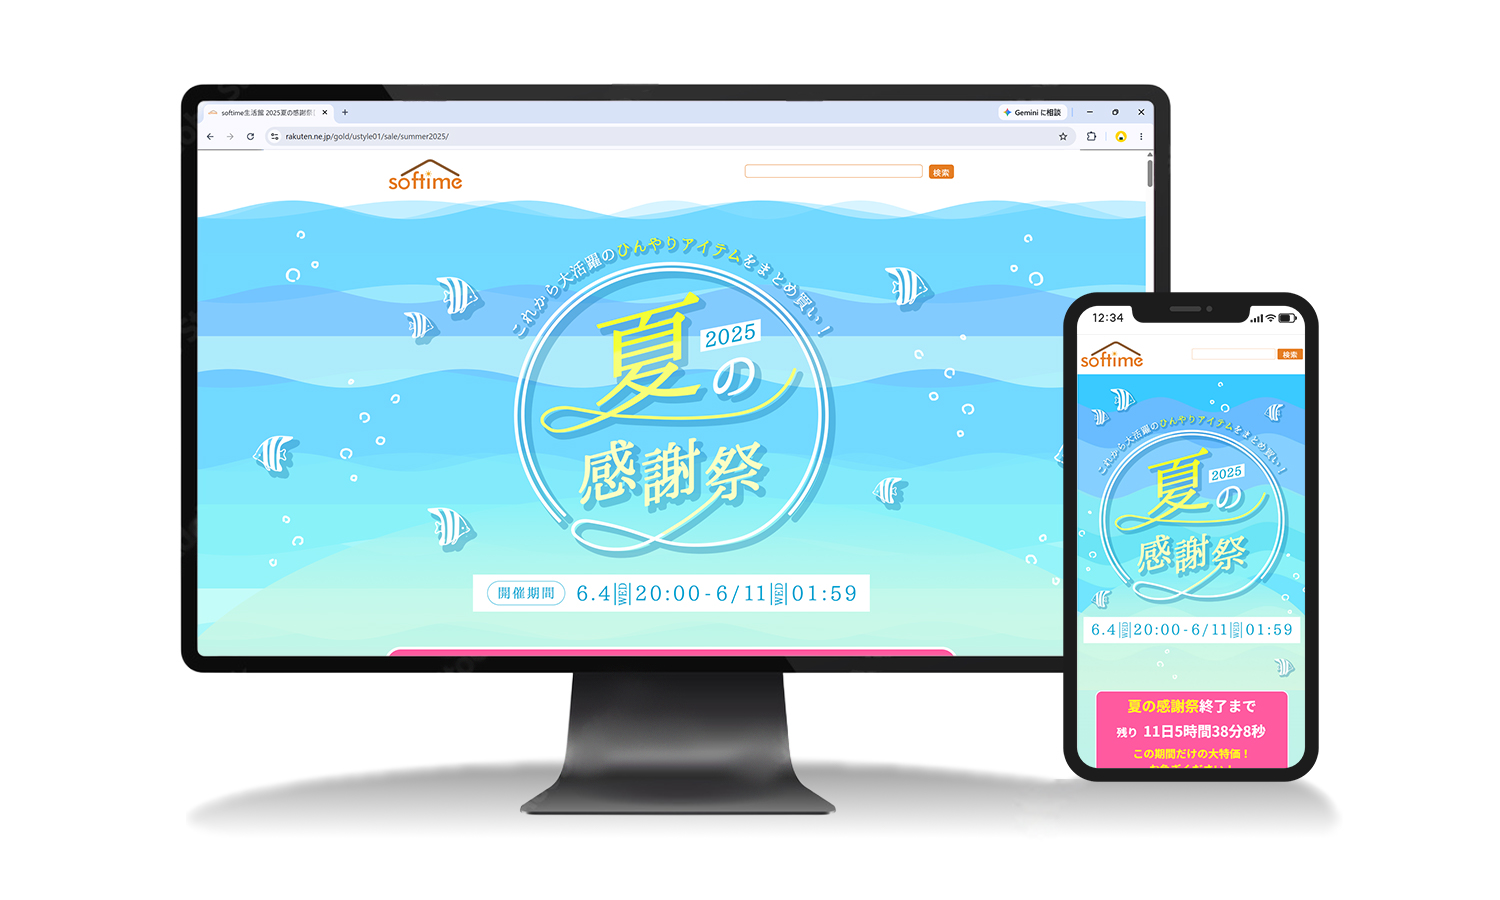 softime生活館 2025夏の感謝祭
Gemini に相談
rakuten.ne.jp/gold/ustyle01/sale/summer2025/
softime
検索
これから大活躍のひんやりアイテムをまとめ買い！
夏の
2025
感謝祭
開催期間 6.4 WED 20:00-6/11 WED 01:59
12:34
softime
検索
これから大活躍のひんやりアイテムをまとめ買い！
夏の
2025
感謝祭
6.4 WED 20:00-6/11 WED 01:59
夏の感謝祭終了まで
残り 11日5時間38分8秒
この期間だけの大特価！